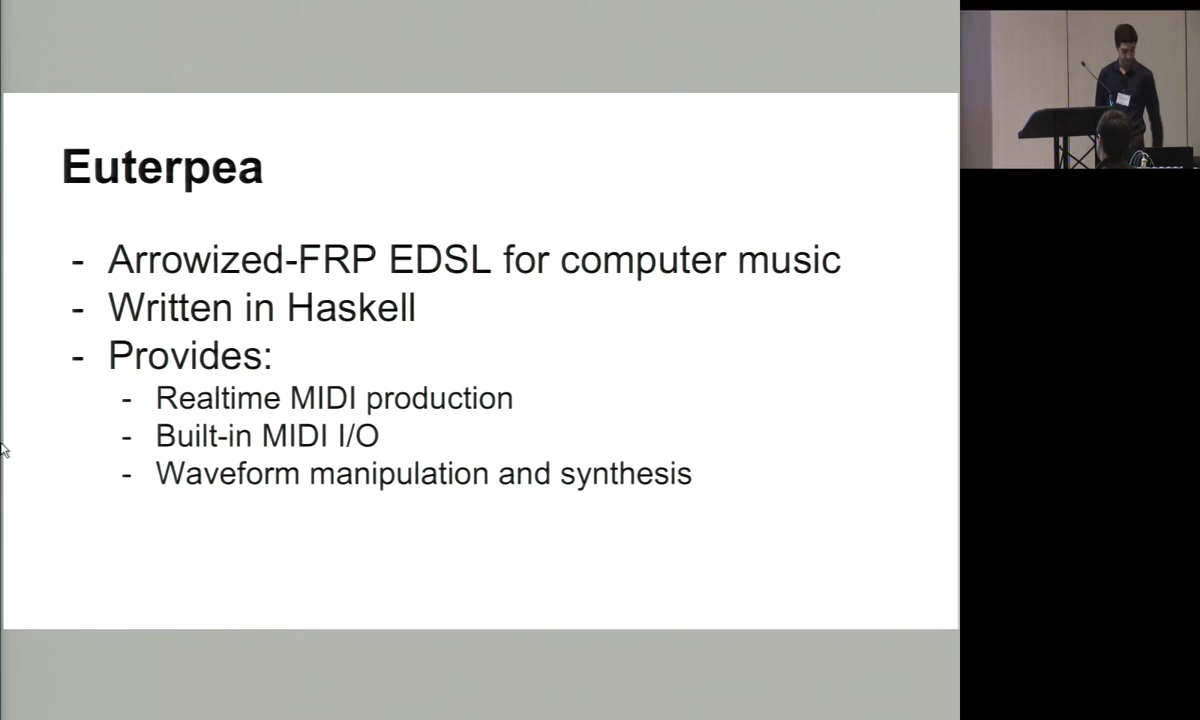 Euterpea
- Arrowized-FRP EDSL for computer music
- Written in Haskell
- Provides:
- Realtime MIDI production
- Built-in MIDI I/O
- Waveform manipulation and synthesis